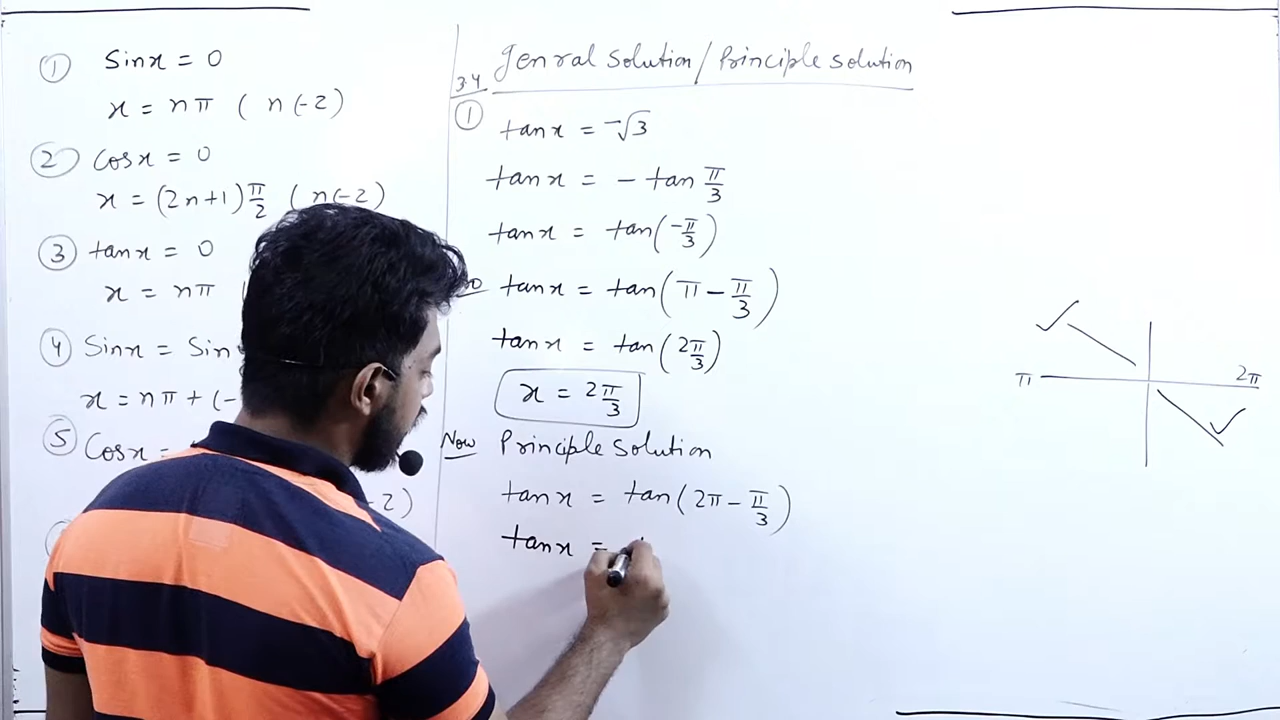 ① Sinx = 0
x = nπ ( n∈z)
② Cosx = 0
x = (2n+1)π/2 ( n∈z)
③ tanx = 0
x = nπ (
④ Sinx = Sin
x = nπ + (-
⑤ Cosx =
z)
Genral Solution/Principle Solution
3.4
① tanx = -√3
tanx = - tan π/3
tanx = tan(-π/3)
tanx = tan(π - π/3)
tanx = tan(2π/3)
x = 2π/3
Now Principle Solution
tanx = tan(2π - π/3)
tanx =
π
2π